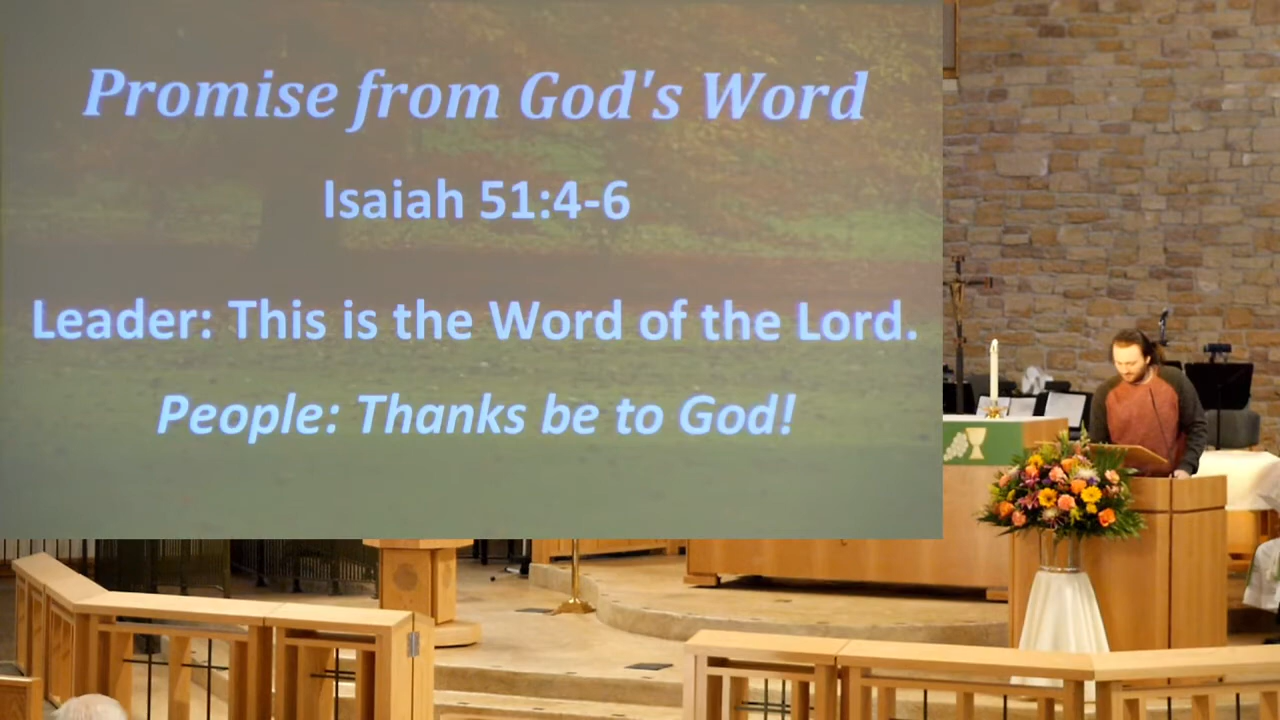 Promise from God's Word
Isaiah 51:4-6
Leader: This is the Word of the Lord.
People: Thanks be to God!